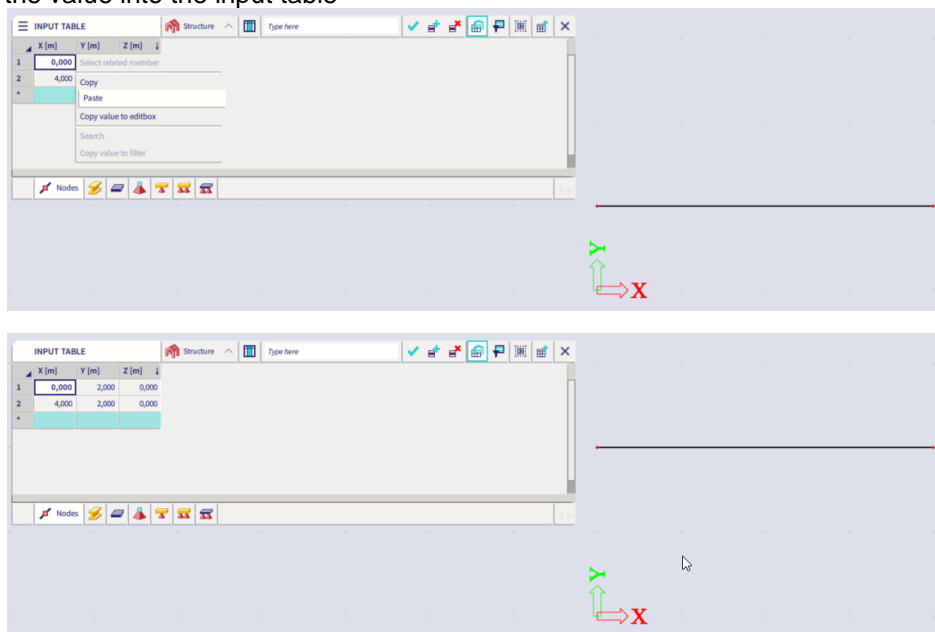 the value into the input table
INPUT TABLE Structure Type here
X [m] Y [m] Z [m]
1 0,000 Select related member
2 4,000 Copy
* Paste
Copy value to editbox
Search
Copy value to filter
Nodes
Y
X
INPUT TABLE Structure Type here
X [m] Y [m] Z [m]
1 0,000 2,000 0,000
2 4,000 2,000 0,000
*
Nodes
Y
X